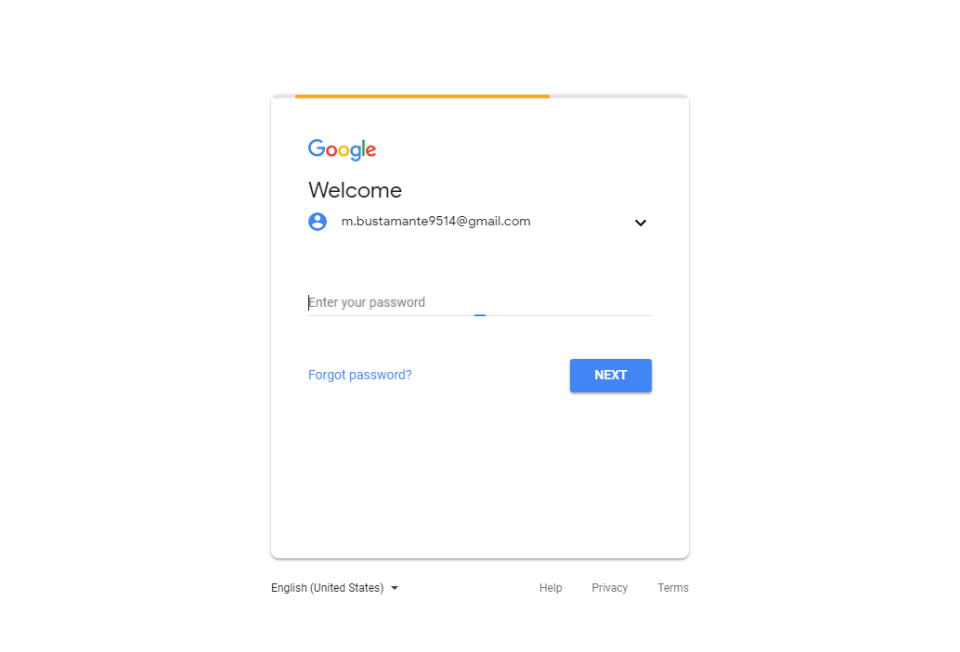 Google
Welcome
m.bustamante9514@gmail.com
Enter your password
Forgot password? NEXT
English (United States) Help Privacy Terms